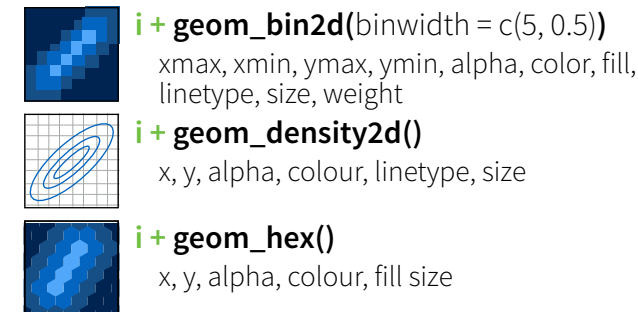 i + geom_bin2d(binwidth = c(5, 0.5))
xmax, xmin, ymax, ymin, alpha, color, fill,
linetype, size, weight
i + geom_density2d()
x, y, alpha, colour, linetype, size
i + geom_hex()
x, y, alpha, colour, fill size